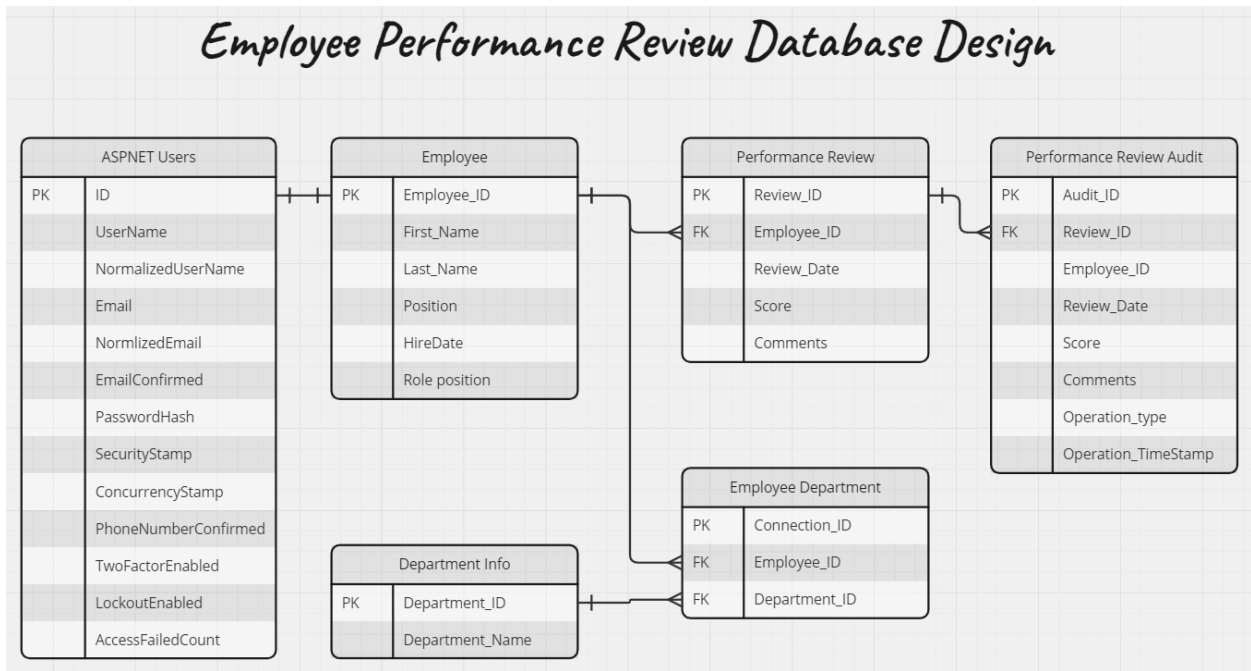 Employee Performance Review Database Design
ASPNET Users
PK ID
UserName
NormalizedUserName
Email
NormlizedEmail
EmailConfirmed
PasswordHash
SecurityStamp
ConcurrencyStamp
PhoneNumberConfirmed
TwoFactorEnabled
LockoutEnabled
AccessFailedCount
Employee
PK Employee_ID
First_Name
Last_Name
Position
HireDate
Role position
Performance Review
PK Review_ID
FK Employee_ID
Review_Date
Score
Comments
Performance Review Audit
PK Audit_ID
FK Review_ID
Employee_ID
Review_Date
Score
Comments
Operation_type
Operation_TimeStamp
Department Info
PK Department_ID
Department_Name
Employee Department
PK Connection_ID
FK Employee_ID
FK Department_ID